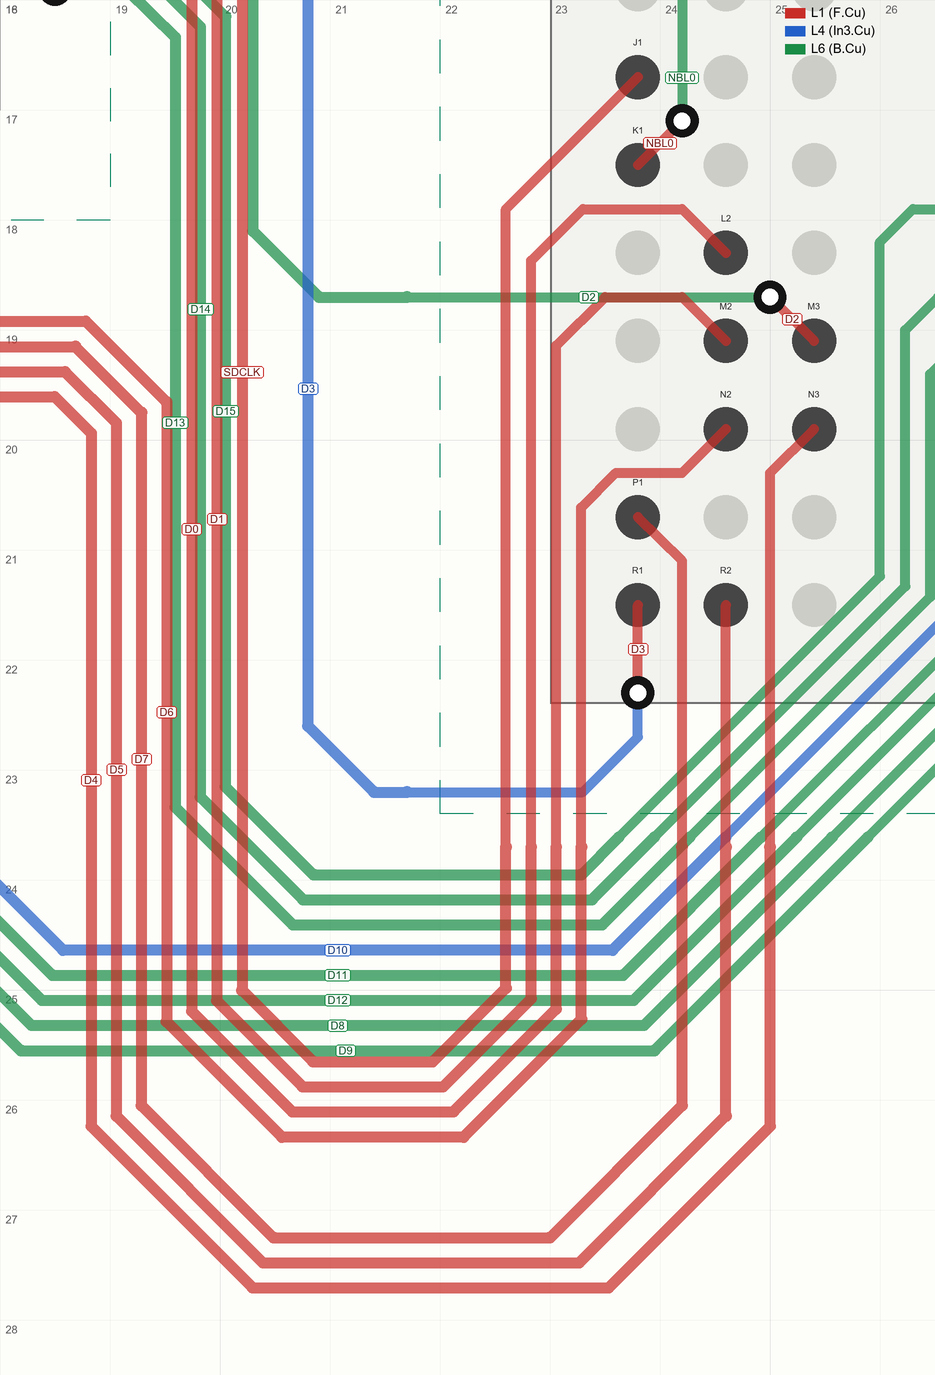 18 19 20 21 22 23 24 25 26
L1 (F.Cu)
L4 (In3.Cu)
L6 (B.Cu)
J1
NBL0
17
K1
NBL0
L2
18
D2
M2
M3
D14
D2
19
SDCLK
D3
N2
N3
D15
D13
20
P1
D1
D0
21
R1
R2
D3
22
D6
D7
D5
23
D4
24
D10
D11
25
D12
D8
D9
26
27
28